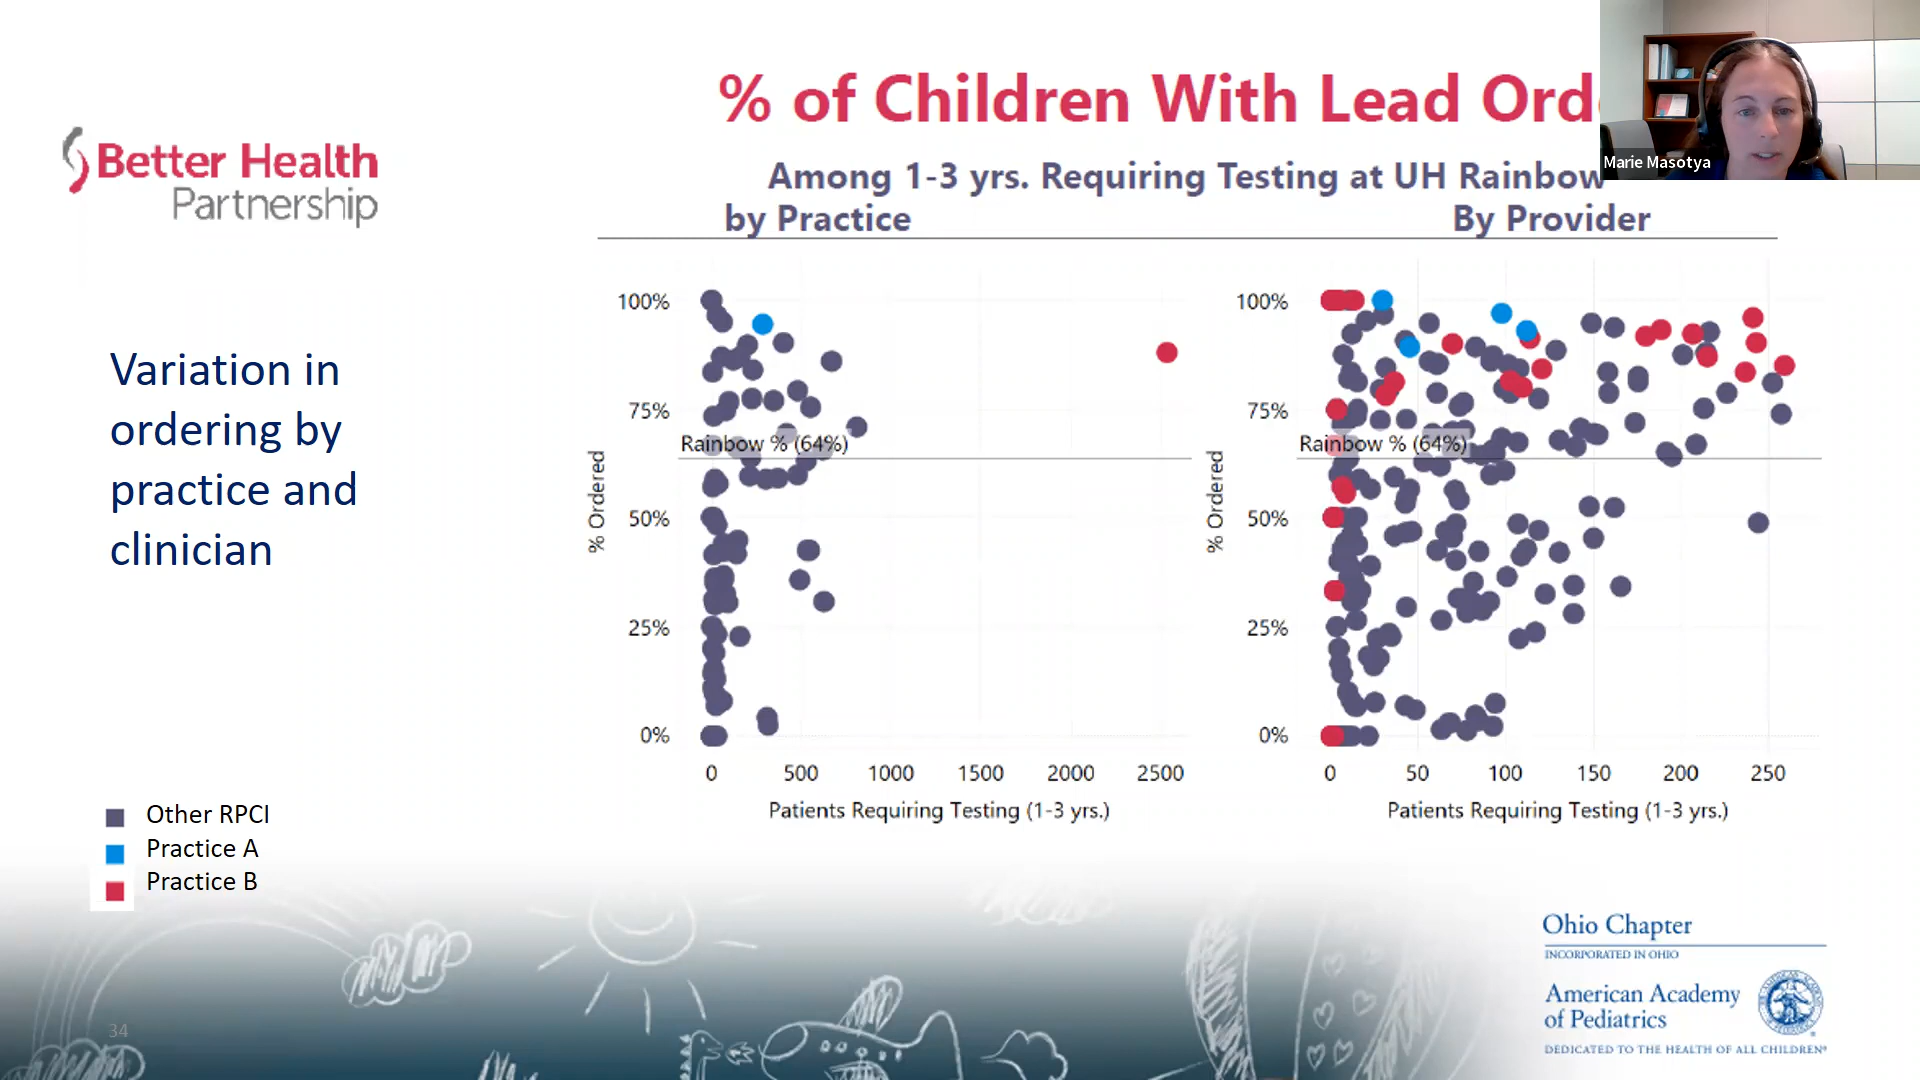 % of Children With Lead Ord
Marie Masotya
Better Health
Partnership
Among 1-3 yrs. Requiring Testing at UH Rainbow
by Practice
By Provider
Variation in
ordering by
practice and
clinician
100%
75%
Rainbow % (64%)
50%
25%
0%
% Ordered
0 500 1000 1500 2000 2500
Patients Requiring Testing (1-3 yrs.)
100%
75%
Rainbow % (64%)
50%
25%
0%
% Ordered
0 50 100 150 200 250
Patients Requiring Testing (1-3 yrs.)
Other RPCI
Practice A
Practice B
Ohio Chapter
INCORPORATED IN OHIO
American Academy
of Pediatrics
DEDICATED TO THE HEALTH OF ALL CHILDREN®
34